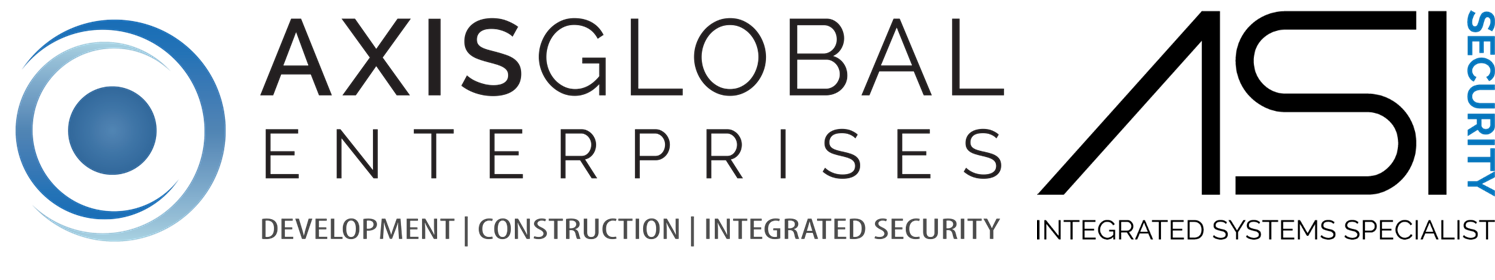 AXISGLOBAL
ENTERPRISES
DEVELOPMENT | CONSTRUCTION | INTEGRATED SECURITY
ASI
SECURITY
INTEGRATED SYSTEMS SPECIALIST